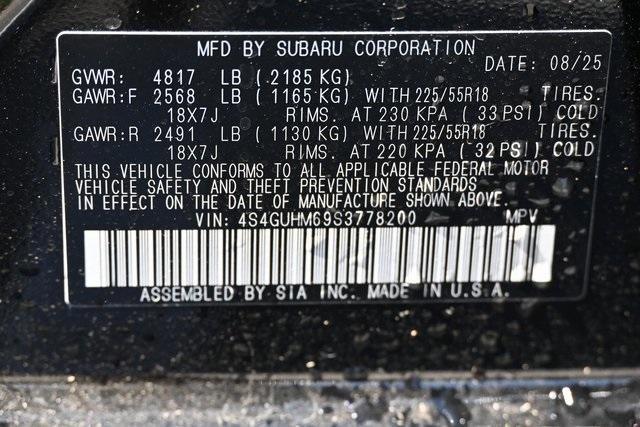 MFD BY SUBARU CORPORATION
DATE: 08/25
GVWR: 4817 LB (2185 KG)
GAWR:F 2568 LB (1165 KG) WITH 225/55R18 TIRES.
18X7J RIMS. AT 230 KPA (33 PSI) COLD
GAWR:R 2491 LB (1130 KG) WITH 225/55R18 TIRES.
18X7J RIMS. AT 220 KPA (32 PSI) COLD
THIS VEHICLE CONFORMS TO ALL APPLICABLE FEDERAL MOTOR
VEHICLE SAFETY AND THEFT PREVENTION STANDARDS
IN EFFECT ON THE DATE OF MANUFACTURE SHOWN ABOVE.
VIN: 4S4GUHM69S3778200 MPV
ASSEMBLED BY SIA INC. MADE IN U.S.A.